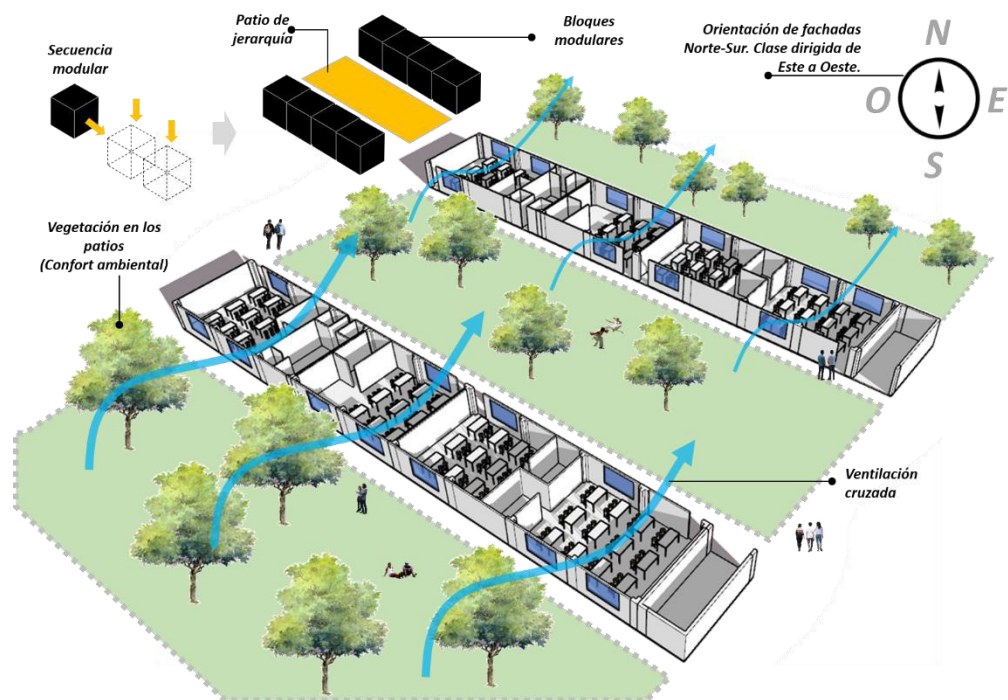 Secuencia
modular
Patio de
jerarquía
Bloques
modulares
Orientación de fachadas
Norte-Sur. Clase dirigida de
Este a Oeste.
N
O
E
S
Vegetación en los
patios
(Confort ambiental)
Ventilación
cruzada